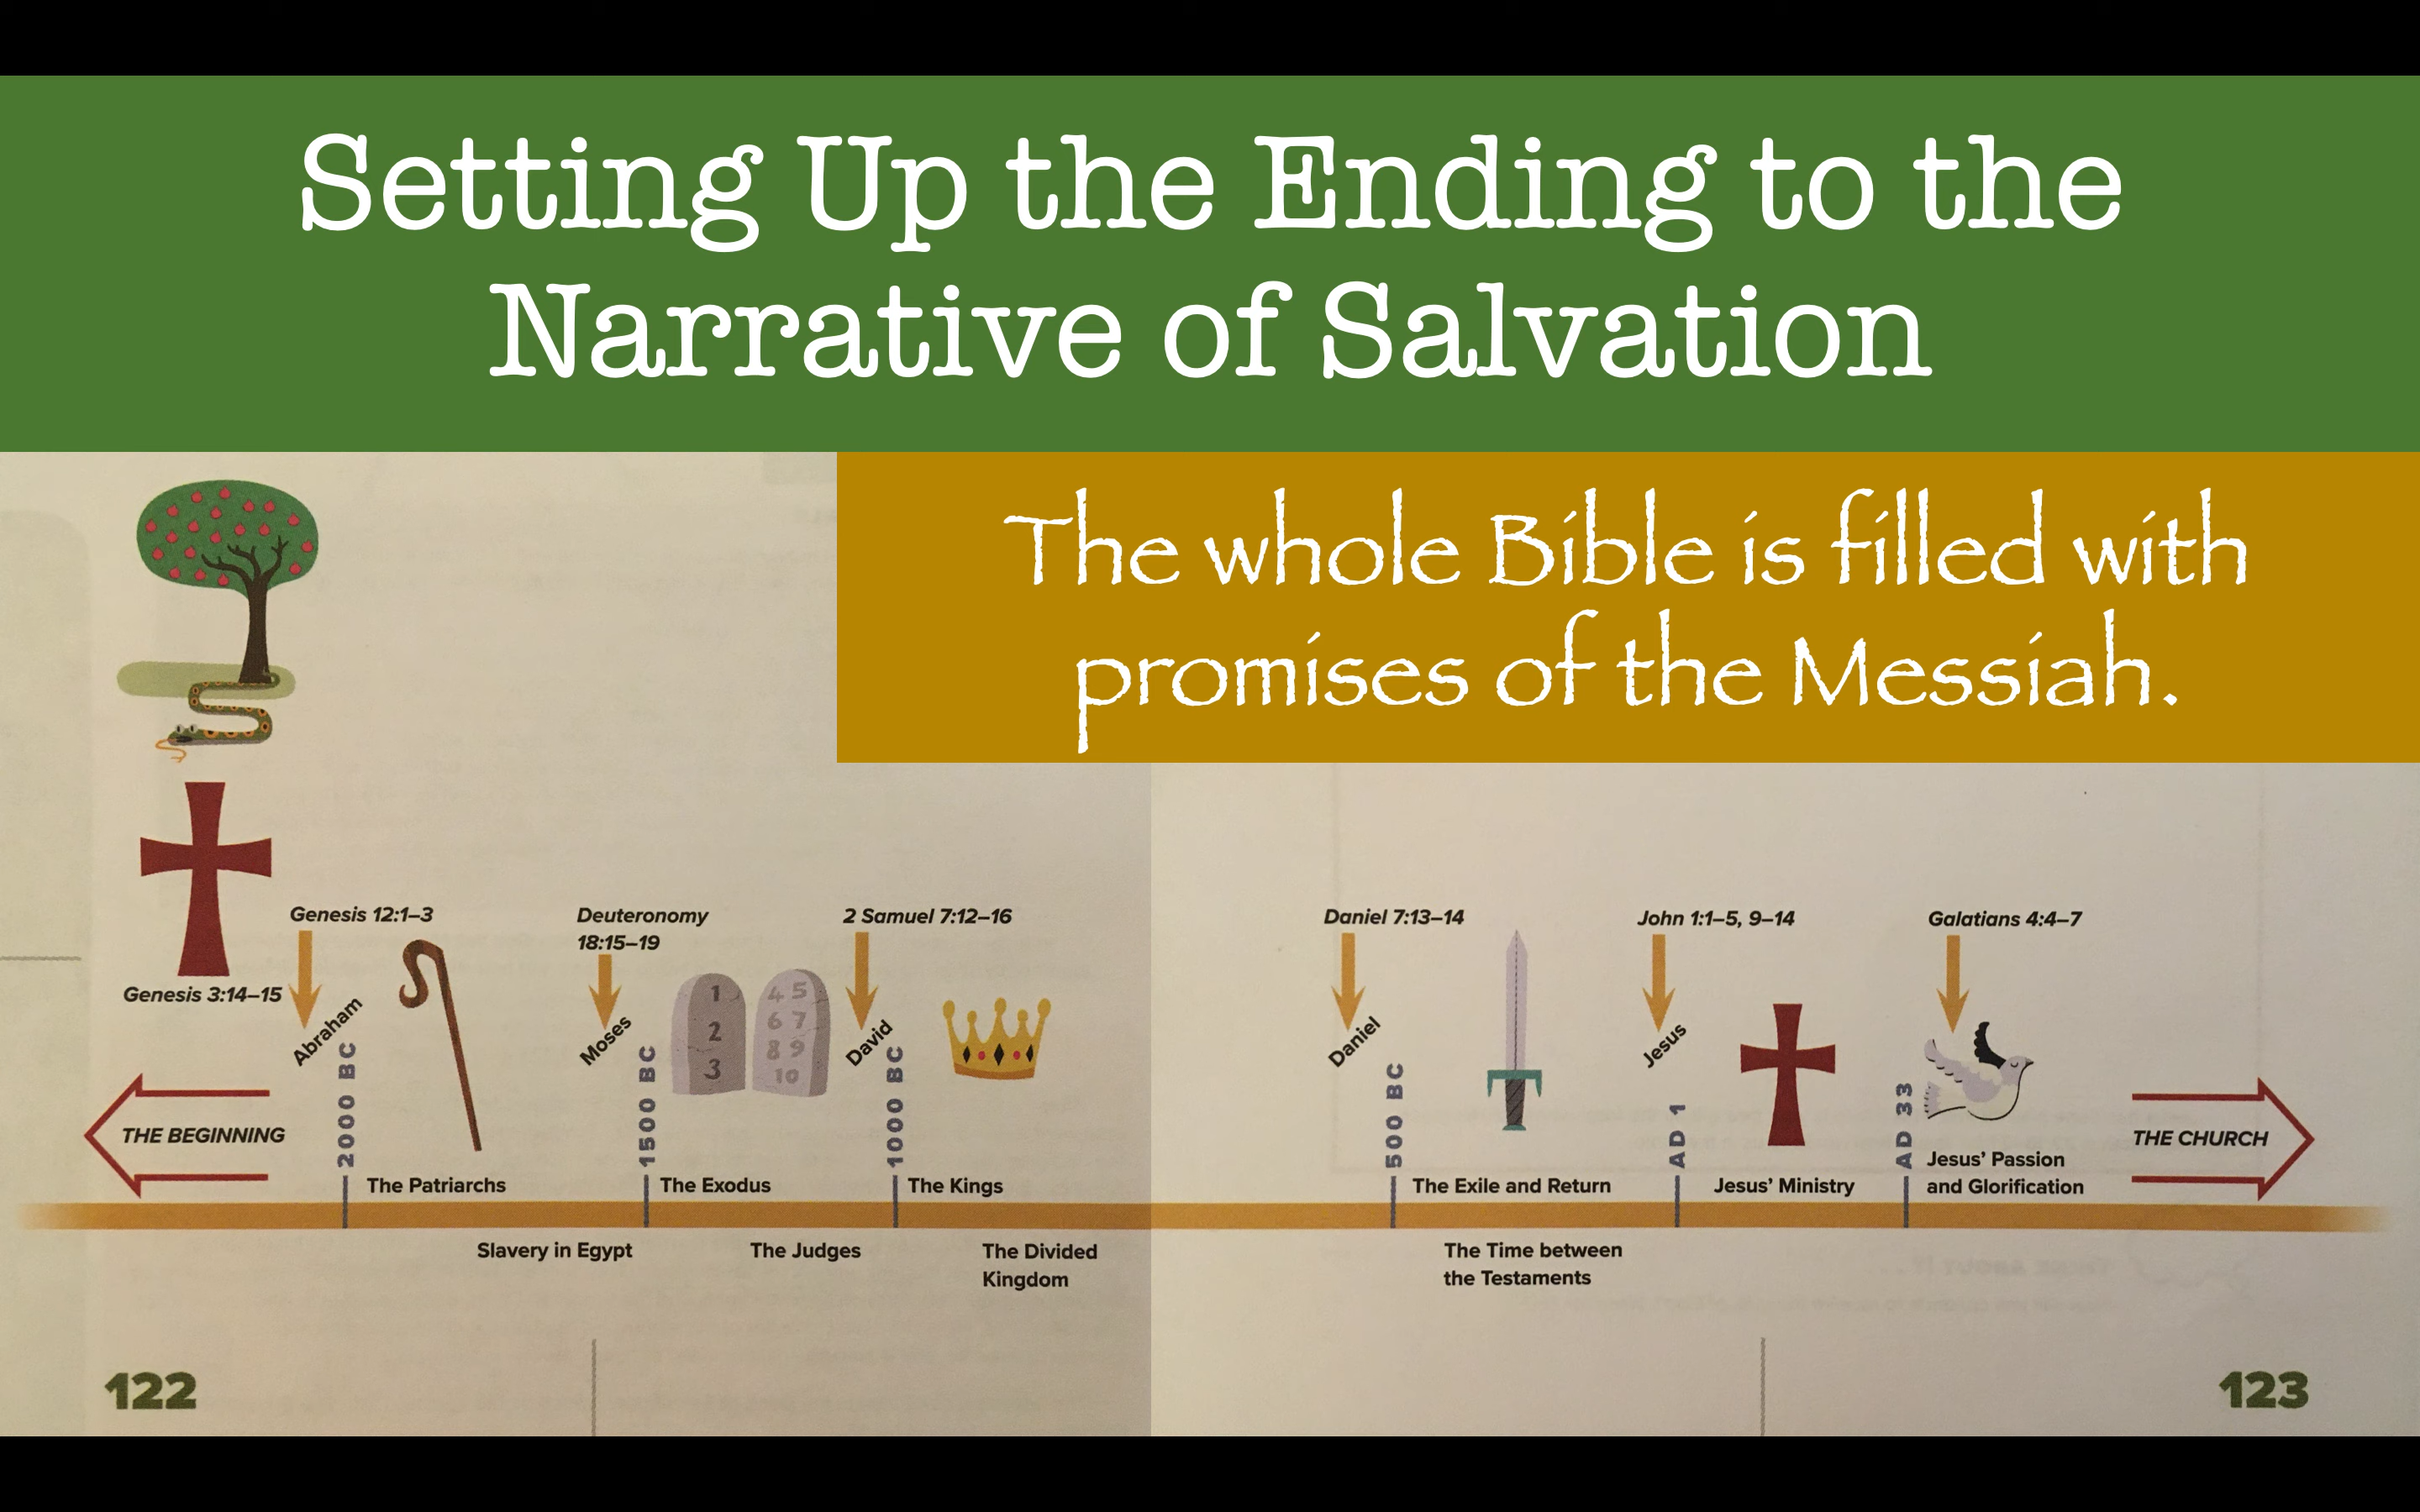 Setting Up the Ending to the
Narrative of Salvation
The whole Bible is filled with
promises of the Messiah.
Genesis 3:14–15
THE BEGINNING
Genesis 12:1–3
Abraham
2000 BC
The Patriarchs
Slavery in Egypt
Deuteronomy
18:15–19
Moses
1500 BC
1
2
3
4 5
6 7
8 9
10
The Exodus
The Judges
2 Samuel 7:12–16
David
1000 BC
The Kings
The Divided
Kingdom
Daniel 7:13–14
Daniel
500 BC
The Exile and Return
The Time between
the Testaments
John 1:1–5, 9–14
Jesus
AD 1
Jesus’ Ministry
Galatians 4:4–7
AD 33
Jesus’ Passion
and Glorification
THE CHURCH
122
123